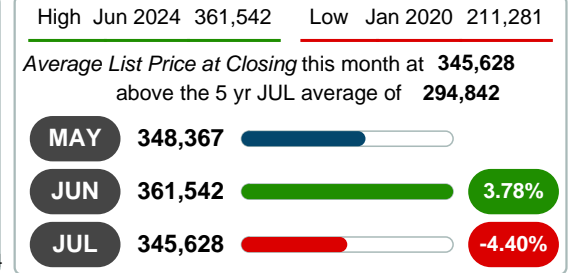 High Jun 2024 361,542 Low Jan 2020 211,281
Average List Price at Closing this month at 345,628
above the 5 yr JUL average of 294,842
MAY 348,367
JUN 361,542 3.78%
JUL 345,628 -4.40%